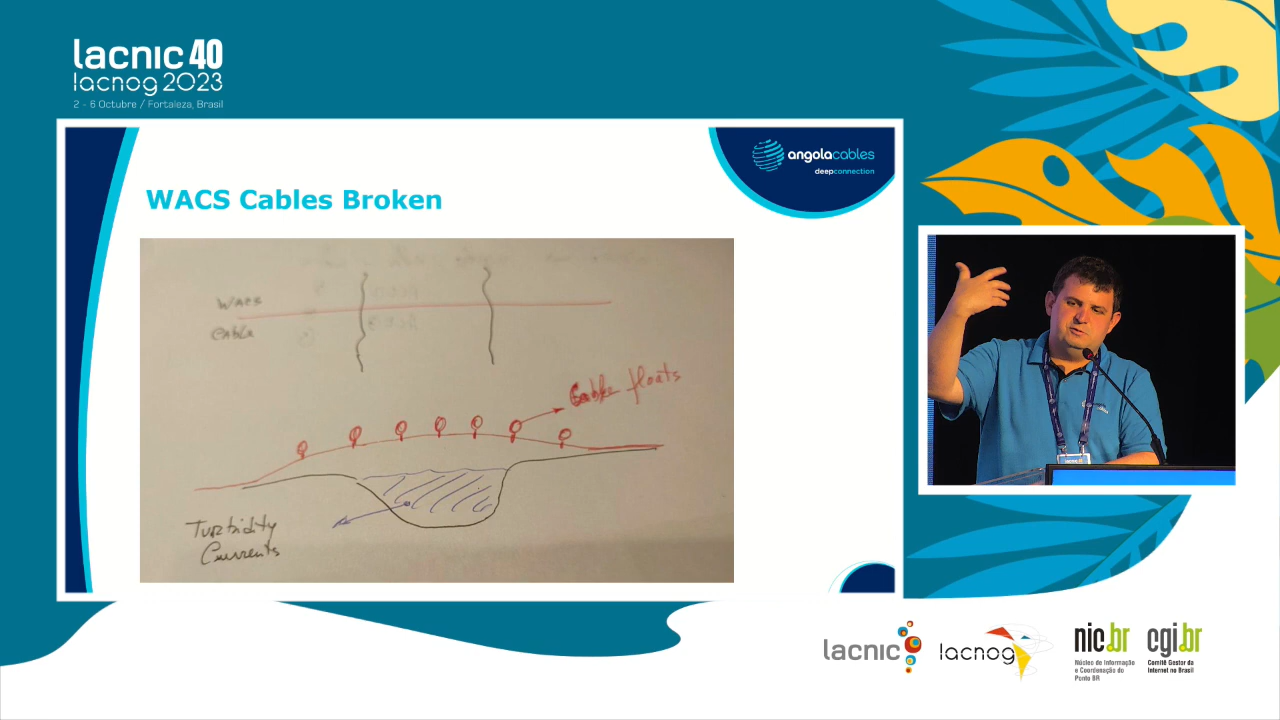 lacnic 40
lacnog 2023
2 - 6 Octubre / Fortaleza, Brasil
angolacables
deepconnection
WACS Cables Broken
WACS
Cable
Cable floats
Turbidity
Currents
lacnic
lacnog
nic.br
Núcleo de Informação
e Coordenação do
Ponto BR
cgi.br
Comitê Gestor da
Internet no Brasil